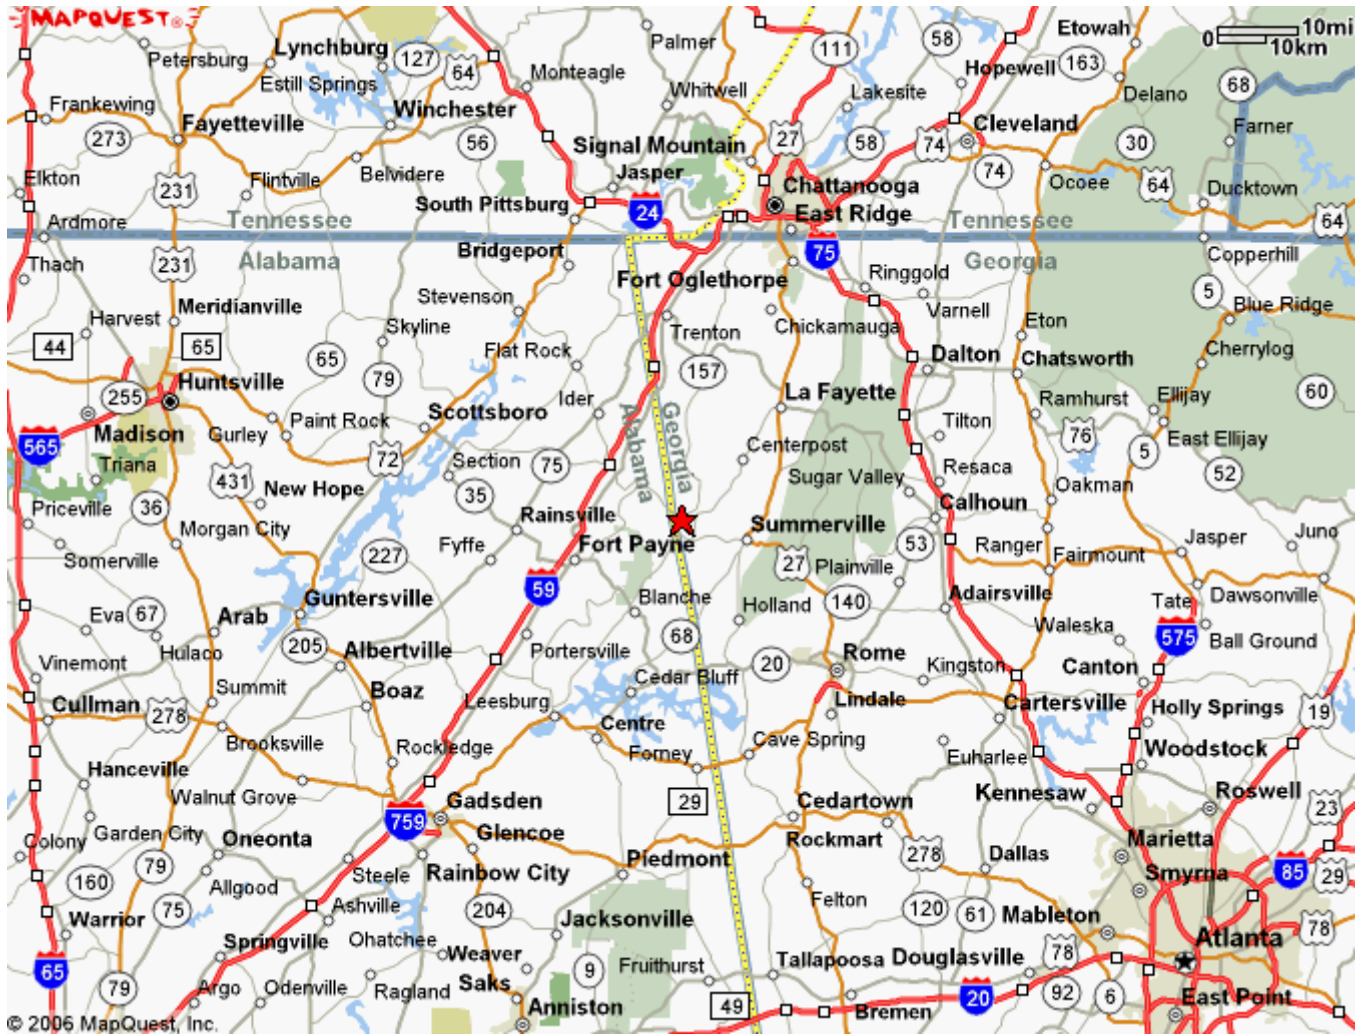 MAPQUEST®
Petersburg
Lynchburg
127
64
Palmer
111
58
Etowah
0 10mi
10km
Estill Springs
Monteagle
Hopewell
163
68
Frankewing
Winchester
Whitwell
Lakesite
Delano
273
Fayetteville
56
Signal Mountain
27
58
74
Cleveland
30
Farner
Elkton
231
Flintville
Belvidere
Jasper
Chattanooga
74
Ocoee
64
Ducktown
Ardmore
Tennessee
South Pittsburg
24
East Ridge
Tennessee
64
Thach
231
Alabama
Bridgeport
75
Georgia
Copperhill
Fort Oglethorpe
Ringgold
5
Meridianville
Stevenson
Varnell
Blue Ridge
Harvest
Skyline
Trenton
Chickamauga
Eton
44
65
65
Flat Rock
157
Dalton
Chatsworth
Cherrylog
255
Huntsville
79
Ider
La Fayette
60
Paint Rock
Scottsboro
Alabama
Georgia
Tilton
Ramhurst
Ellijay
565
Madison
Gurley
72
Centerpost
76
5
East Ellijay
Triana
431
Section
75
Sugar Valley
Resaca
52
Priceville
36
New Hope
35
Rainsville
Calhoun
Oakman
Morgan City
Summerville
Somerville
227
Fyffe
Fort Payne
27
53
Ranger
Fairmount
Jasper
Juno
59
Plainville
Eva
67
Arab
Guntersville
Blanche
Holland
140
Adairsville
Tate
Dawsonville
Hulaco
205
Albertville
Portersville
68
Waleska
575
Ball Ground
Vinemont
20
Rome
Kingston
Canton
Summit
Boaz
Cedar Bluff
Cullman
278
Leesburg
Lindale
Cartersville
Holly Springs
19
Brooksville
Rockledge
Centre
Forney
Cave Spring
Euharlee
Woodstock
Hanceville
Walnut Grove
29
Kennesaw
Roswell
759
Gadsden
Cedartown
23
Colony
Garden City
Oneonta
Glencoe
Rockmart
Marietta
79
Piedmont
278
Dallas
Smyrna
85
29
160
Allgood
Steele
Rainbow City
75
Felton
120
61
Mableton
Warrior
Ashville
204
Jacksonville
78
Springville
Ohatchee
Weaver
Tallapoosa
Douglasville
78
Atlanta
65
9
Fruithurst
79
Argo
Odenville
Ragland
Saks
49
20
92
6
East Point
Anniston
Bremen
© 2006 MapQuest, Inc.